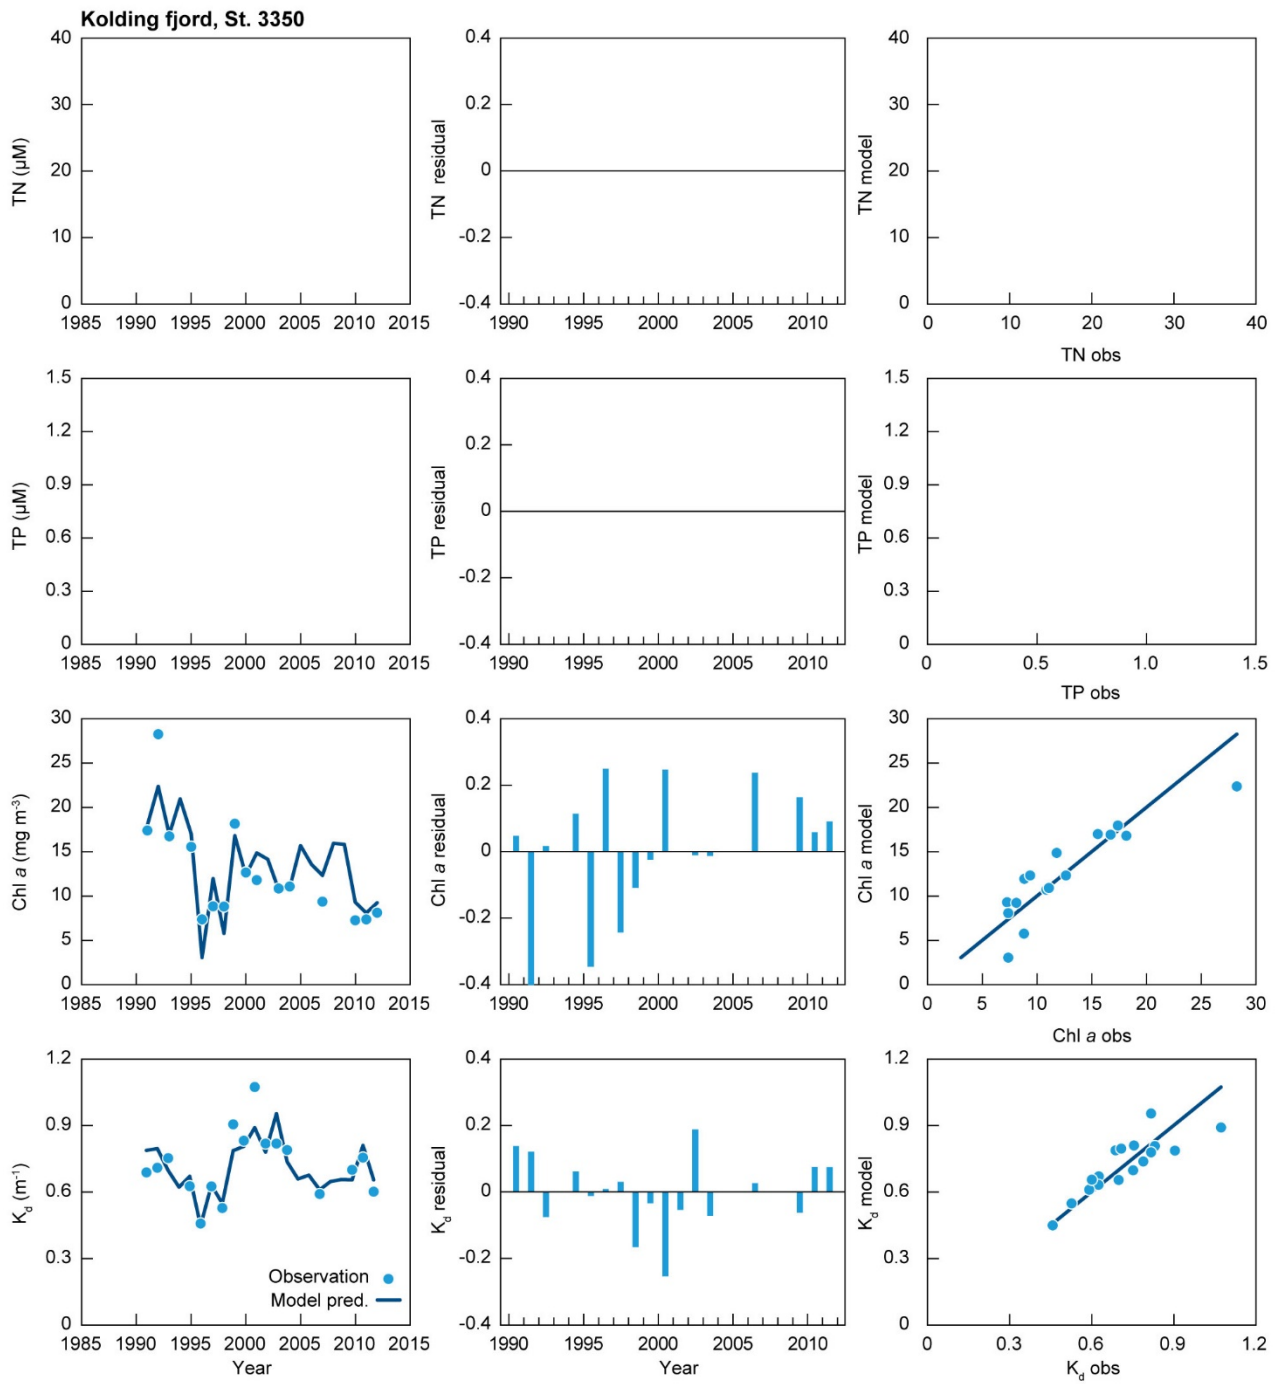 Kolding fjord, St. 3350
40
30
20
10
0
TN (µM)
1985 1990 1995 2000 2005 2010 2015
0.4
0.2
0
-0.2
-0.4
TN residual
1990 1995 2000 2005 2010
40
30
20
10
0
TN model
0 10 20 30 40
TN obs
1.5
1.2
0.9
0.6
0.3
0
TP (µM)
1985 1990 1995 2000 2005 2010 2015
0.4
0.2
0
-0.2
-0.4
TP residual
1990 1995 2000 2005 2010
1.5
1.2
0.9
0.6
0.3
0
TP model
0 0.5 1.0 1.5
TP obs
30
25
20
15
10
5
0
Chl a (mg m-3)
1985 1990 1995 2000 2005 2010 2015
0.4
0.2
0
-0.2
-0.4
Chl a residual
1990 1995 2000 2005 2010
30
25
20
15
10
5
0
Chl a model
0 5 10 15 20 25 30
Chl a obs
1.2
0.9
0.6
0.3
0
Kd (m-1)
Observation
Model pred.
1985 1990 1995 2000 2005 2010 2015
Year
0.4
0.2
0
-0.2
-0.4
Kd residual
1990 1995 2000 2005 2010
Year
1.2
0.9
0.6
0.3
0
Kd model
0 0.3 0.6 0.9 1.2
Kd obs